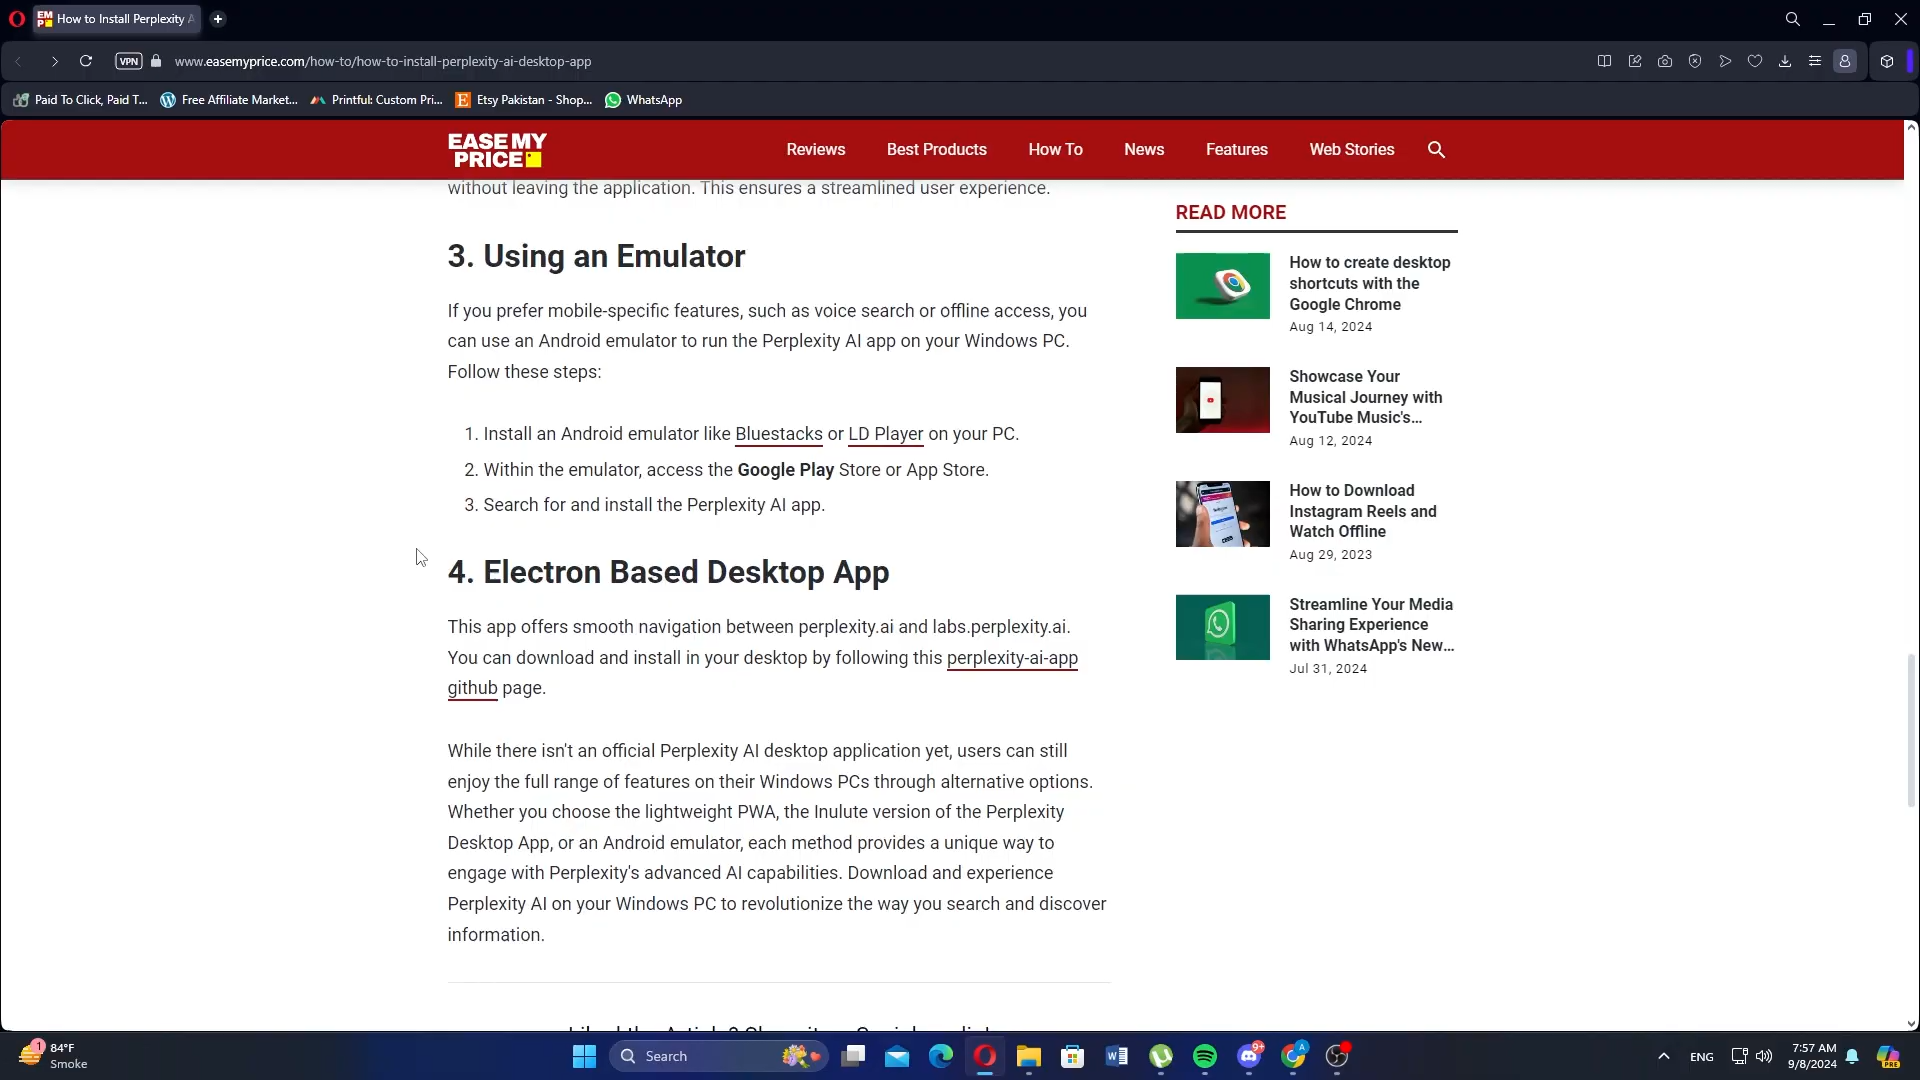 How to Install Perplexity A
VPN
www.easemyprice.com/how-to/how-to-install-perplexity-ai-desktop-app
Paid To Click, Paid T...
Free Affiliate Market...
Printful: Custom Pri...
Etsy Pakistan - Shop...
WhatsApp
EASE MY
PRICE
Reviews
Best Products
How To
News
Features
Web Stories
without leaving the application. This ensures a streamlined user experience.
3. Using an Emulator
If you prefer mobile-specific features, such as voice search or offline access, you
can use an Android emulator to run the Perplexity AI app on your Windows PC.
Follow these steps:
1. Install an Android emulator like Bluestacks or LD Player on your PC.
2. Within the emulator, access the Google Play Store or App Store.
3. Search for and install the Perplexity AI app.
4. Electron Based Desktop App
This app offers smooth navigation between perplexity.ai and labs.perplexity.ai.
You can download and install in your desktop by following this perplexity-ai-app
github page.
While there isn't an official Perplexity AI desktop application yet, users can still
enjoy the full range of features on their Windows PCs through alternative options.
Whether you choose the lightweight PWA, the Inulute version of the Perplexity
Desktop App, or an Android emulator, each method provides a unique way to
engage with Perplexity's advanced AI capabilities. Download and experience
Perplexity AI on your Windows PC to revolutionize the way you search and discover
information.
READ MORE
How to create desktop
shortcuts with the
Google Chrome
Aug 14, 2024
Showcase Your
Musical Journey with
YouTube Music's...
Aug 12, 2024
How to Download
Instagram Reels and
Watch Offline
Aug 29, 2023
Streamline Your Media
Sharing Experience
with WhatsApp's New...
Jul 31, 2024
1
84°F
Smoke
Search
9+
A
ENG
7:57 AM
9/8/2024
PRE